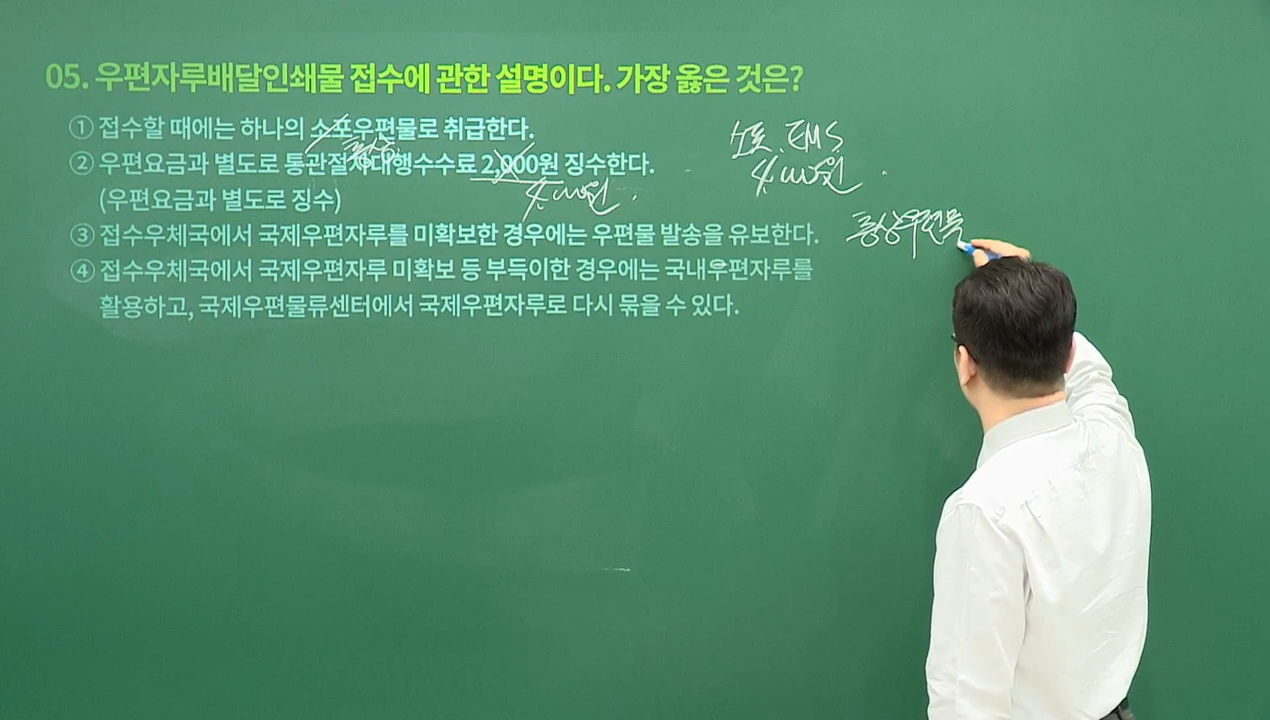 05. 우편자루배달인쇄물 접수에 관한 설명이다. 가장 옳은 것은?
① 접수할 때에는 하나의 소포우편물로 취급한다.
통상
② 우편요금과 별도로 통관절차대행수수료 2,000원 징수한다.
4,000원.
(우편요금과 별도로 징수)
③ 접수우체국에서 국제우편자루를 미확보한 경우에는 우편물 발송을 유보한다.
④ 접수우체국에서 국제우편자루 미확보 등 부득이한 경우에는 국내우편자루를
활용하고, 국제우편물류센터에서 국제우편자루로 다시 묶을 수 있다.
소포, EMS
4,000원.
통상우편물